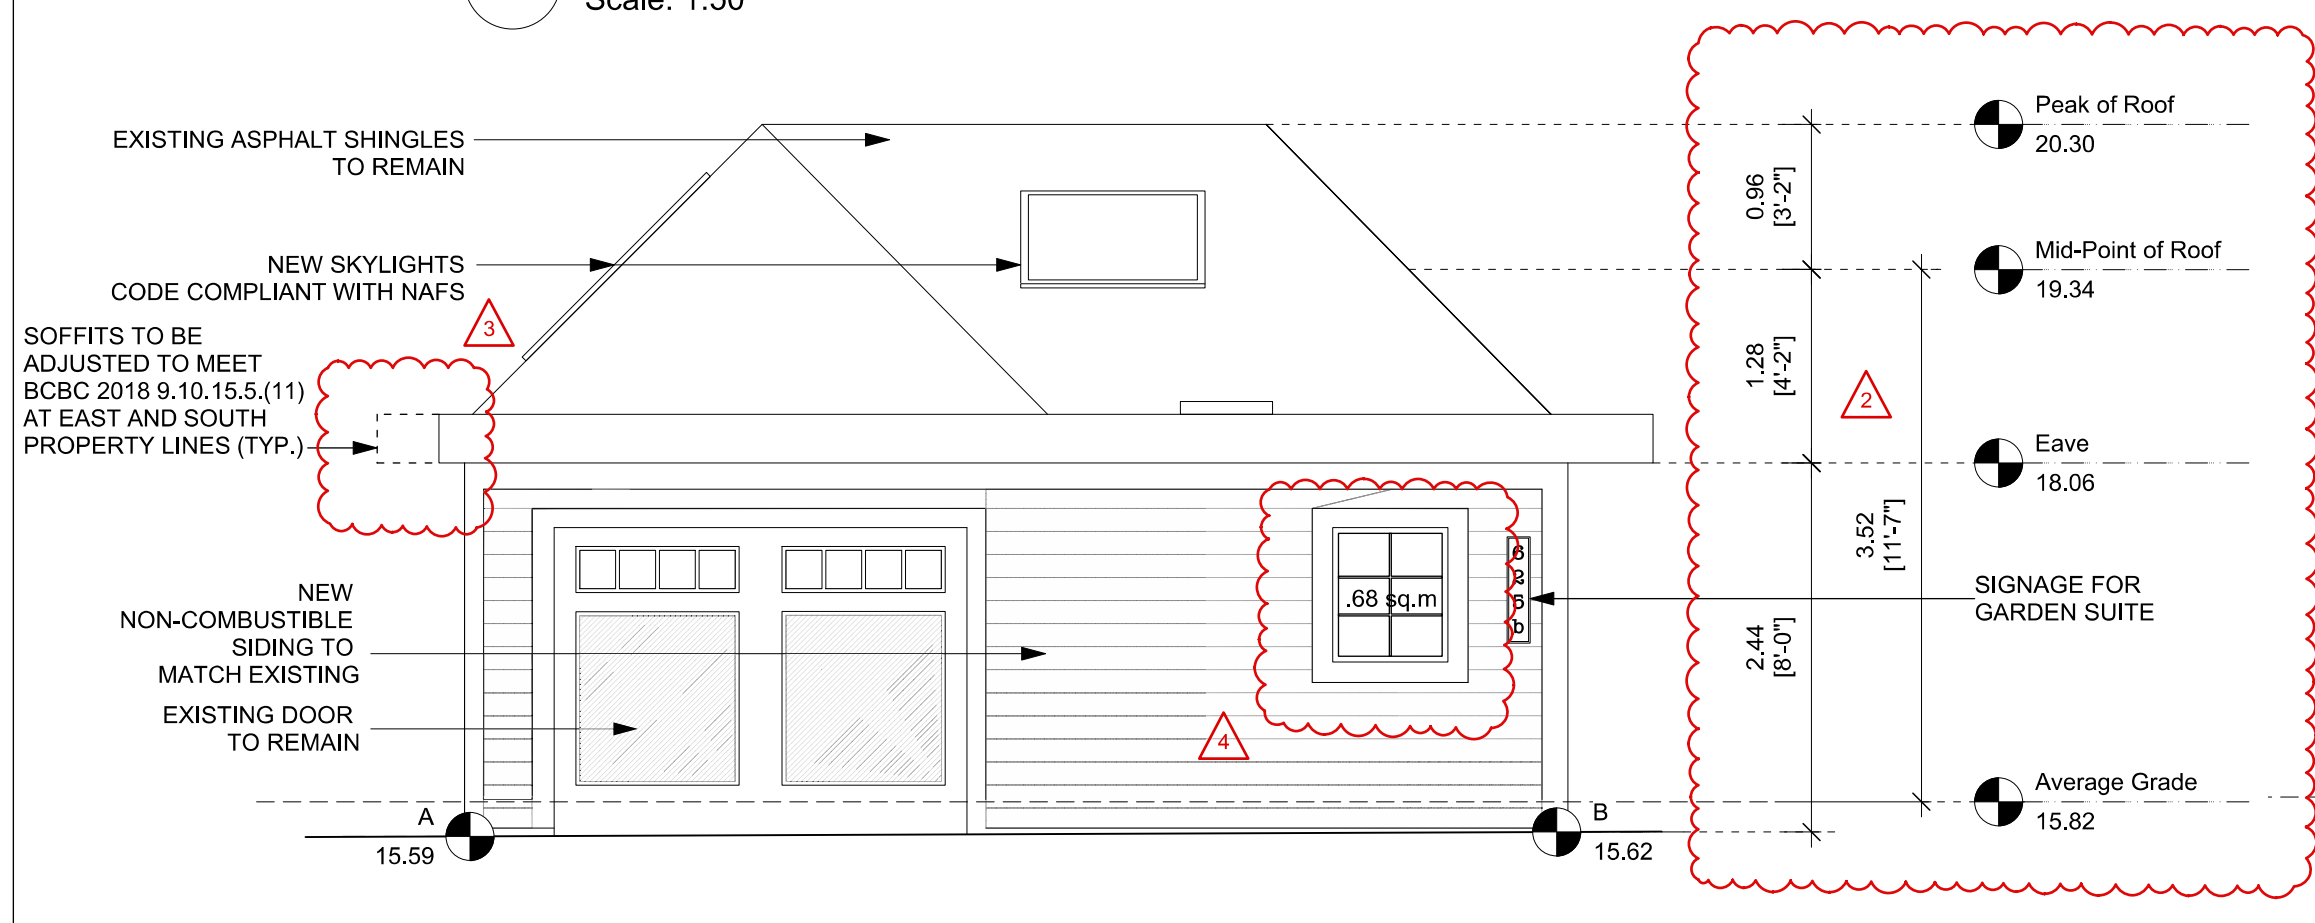 Scale: 1:50
EXISTING ASPHALT SHINGLES
TO REMAIN
NEW SKYLIGHTS
CODE COMPLIANT WITH NAFS
3
SOFFITS TO BE
ADJUSTED TO MEET
BCBC 2018 9.10.15.5.(11)
AT EAST AND SOUTH
PROPERTY LINES (TYP.)
NEW
NON-COMBUSTIBLE
SIDING TO
MATCH EXISTING
EXISTING DOOR
TO REMAIN
A
15.59
.68 sq.m
4
6
2
5
b
B
15.62
0.96
[3'-2"]
1.28
[4'-2"]
2
3.52
[11'-7"]
2.44
[8'-0"]
Peak of Roof
20.30
Mid-Point of Roof
19.34
Eave
18.06
SIGNAGE FOR
GARDEN SUITE
Average Grade
15.82